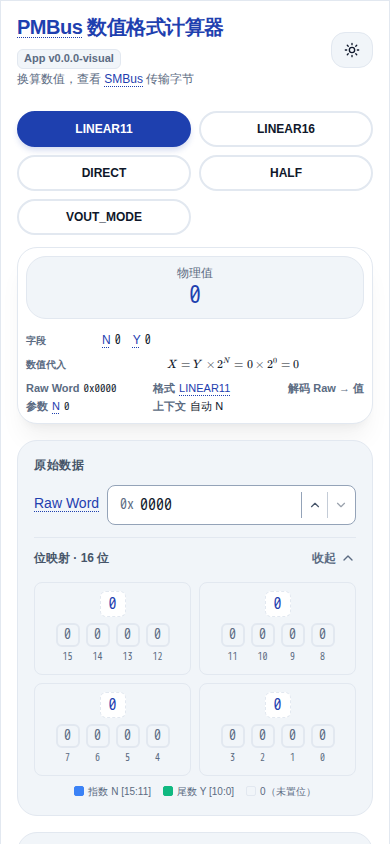 PMBus 数值格式计算器
App v0.0.0-visual
换算数值，查看 SMBus 传输字节
LINEAR11
LINEAR16
DIRECT
HALF
VOUT_MODE
物理值
0
字段 N 0 Y 0
数值代入 X = Y × 2^N = 0 × 2^0 = 0
Raw Word 0x0000 格式 LINEAR11 解码 Raw → 值
参数 N 0 上下文 自动 N
原始数据
Raw Word 0x 0000
位映射 · 16 位 收起
0 0
0 0 0 0 0 0 0 0
15 14 13 12 11 10 9 8
0 0
0 0 0 0 0 0 0 0
7 6 5 4 3 2 1 0
指数 N [15:11] 尾数 Y [10:0] 0（未置位）